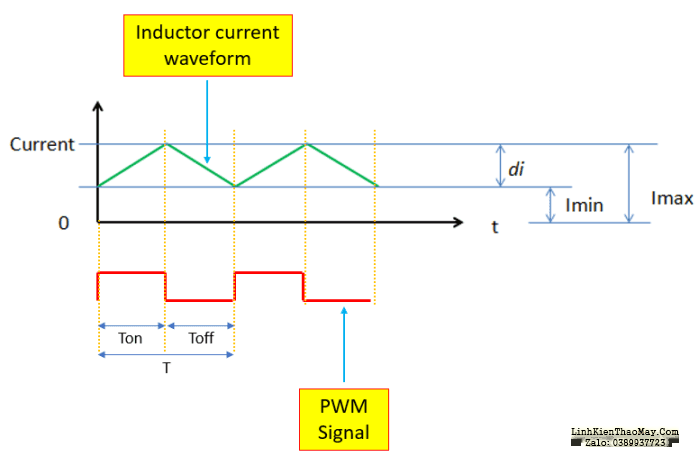 Inductor current
waveform
Current
di
Imin
Imax
0
t
Ton
Toff
T
PWM
Signal
LinhKienThaoMay.Com
Zalo: 0389937723